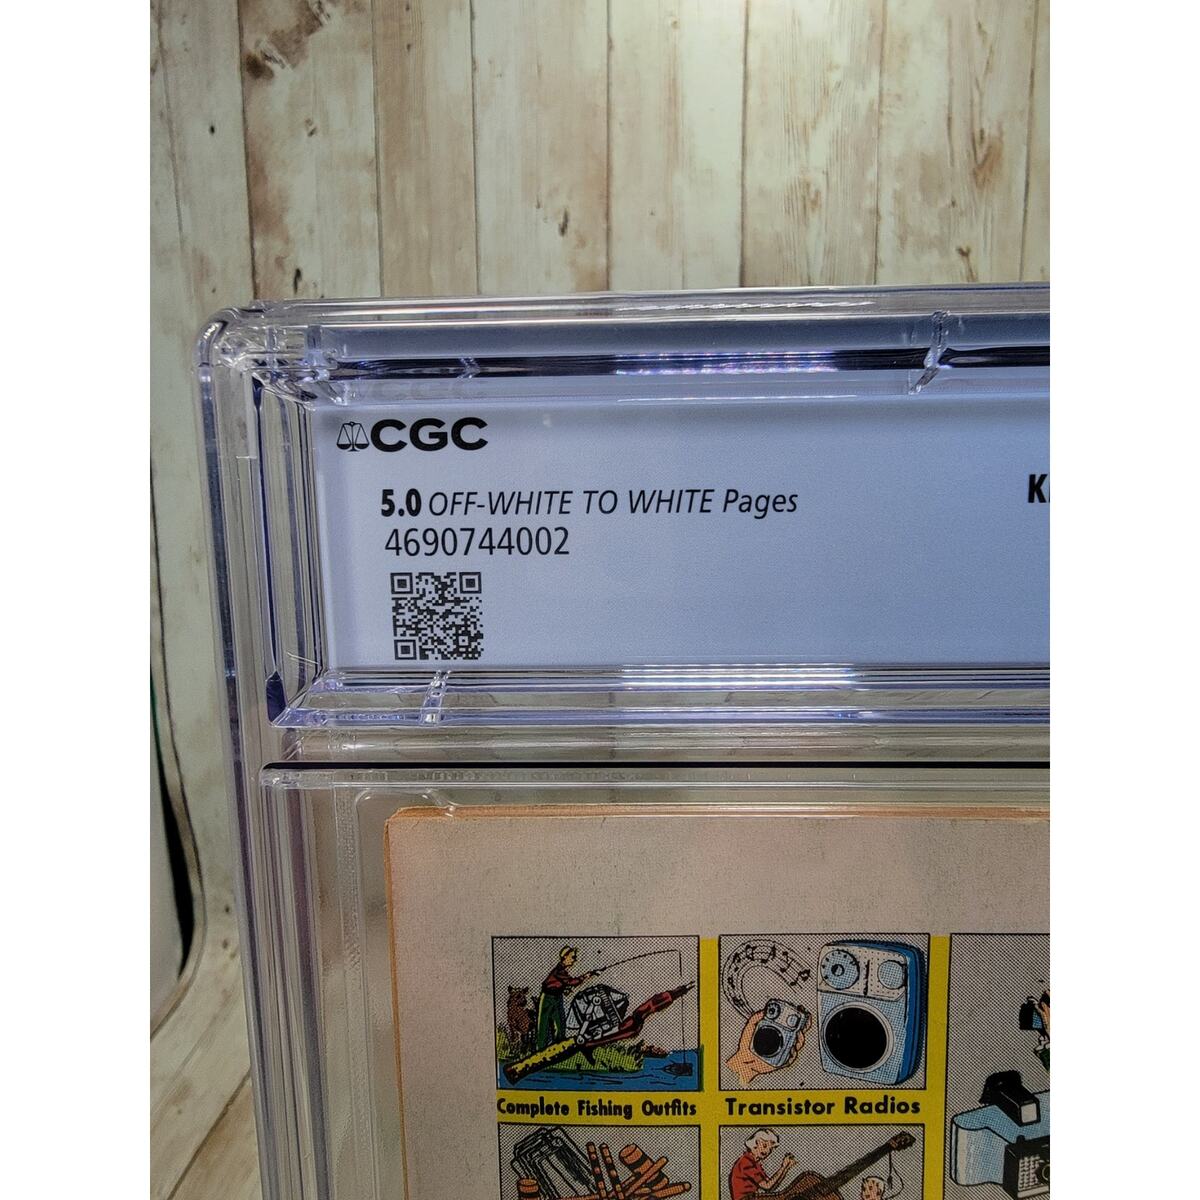 CGC
5.0 OFF-WHITE TO WHITE Pages
4690744002
Complete Fishing Outfits
Transistor Radios